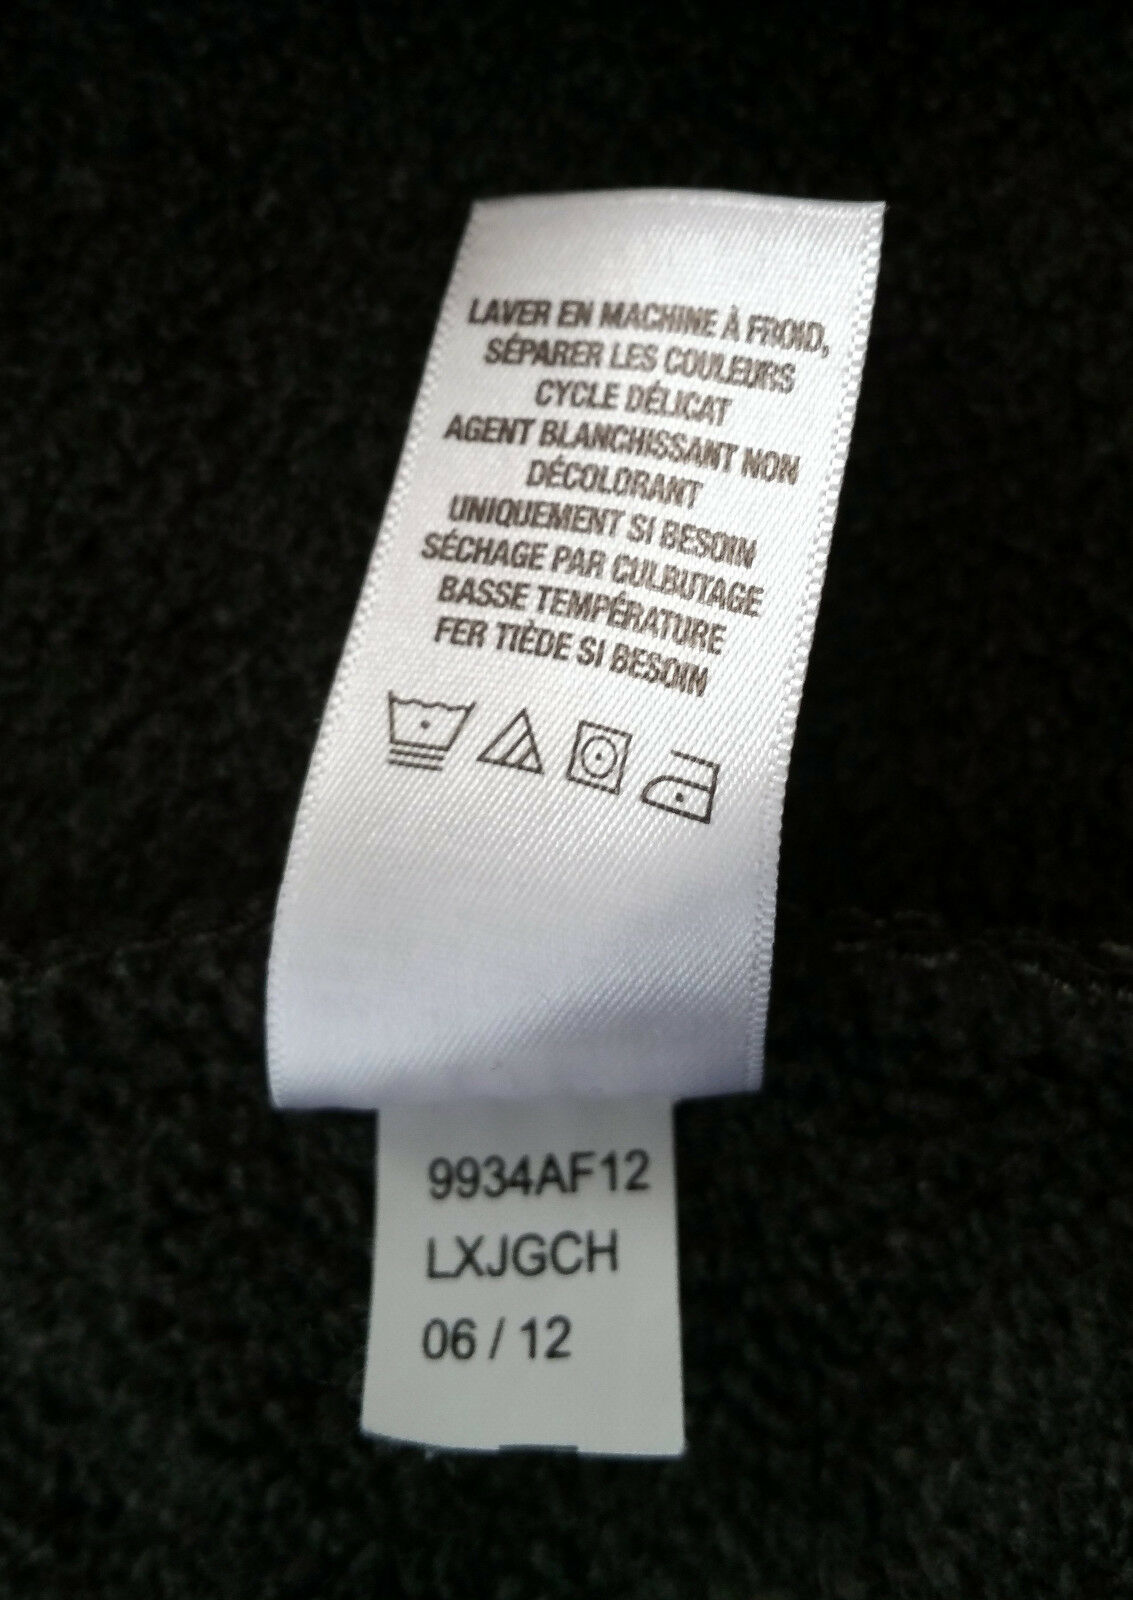 LAVER EN MACHINE À FROID,
SÉPARER LES COULEURS
CYCLE DÉLICAT
AGENT BLANCHISSANT NON
DÉCOLORANT
UNIQUEMENT SI BESOIN
SÉCHAGE PAR CULBUTAGE
BASSE TEMPÉRATURE
FER TIÈDE SI BESOIN
9934AF12
LXJGCH
06 / 12